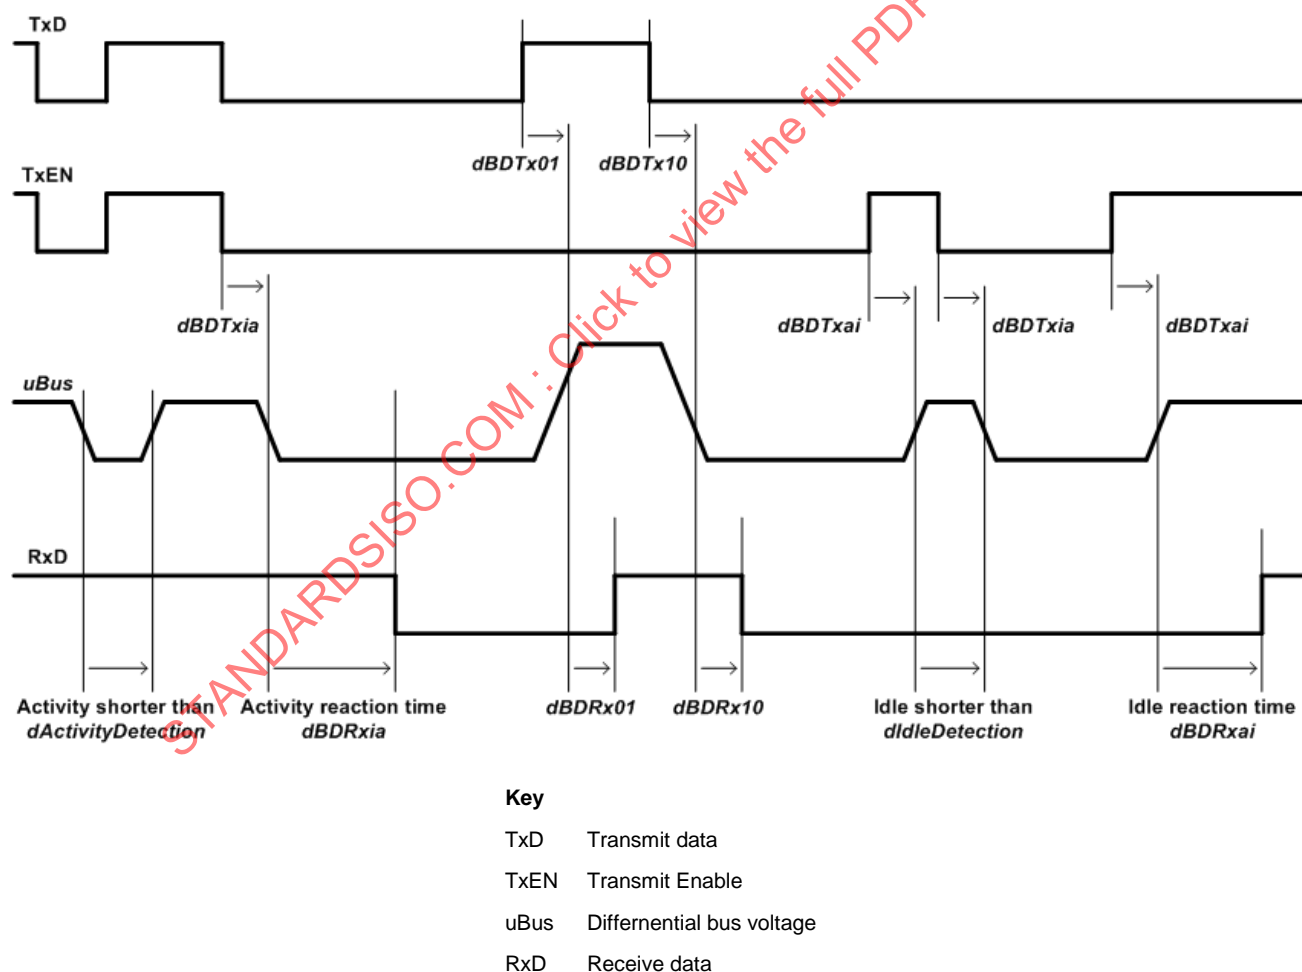 TxD
dBDTx01
dBDTx10
TxEN
dBDTxia
dBDTxai
dBDTxia
dBDTxai
uBus
RxD
Activity shorter than
dActivityDetection
Activity reaction time
dBDRxia
dBDRx01
dBDRx10
Idle shorter than
dIdleDetection
Idle reaction time
dBDRxai
STANDARDSISO.COM : Click to view the full PDF
Key
TxD Transmit data
TxEN Transmit Enable
uBus Differnential bus voltage
RxD Receive data